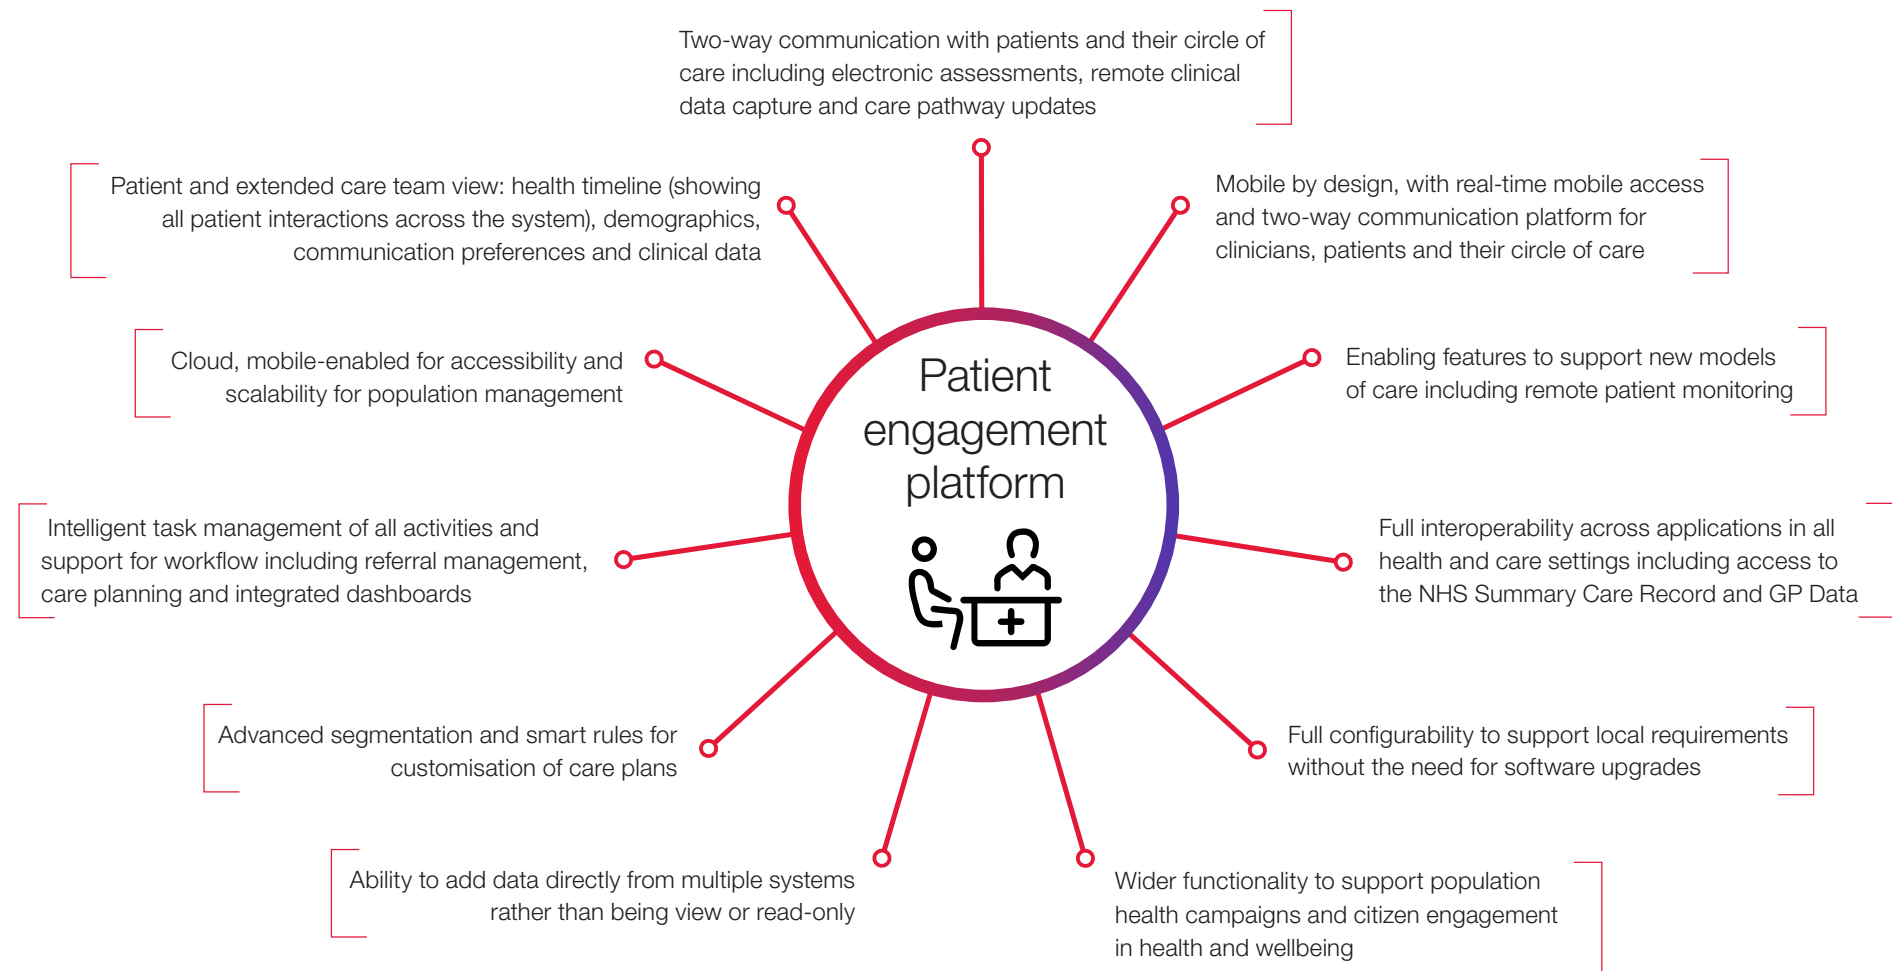 Two-way communication with patients and their circle of
care including electronic assessments, remote clinical
data capture and care pathway updates
Patient and extended care team view: health timeline (showing
all patient interactions across the system), demographics,
communication preferences and clinical data
Mobile by design, with real-time mobile access
and two-way communication platform for
clinicians, patients and their circle of care
Cloud, mobile-enabled for accessibility and
scalability for population management
Enabling features to support new models
of care including remote patient monitoring
Patient
engagement
platform
Intelligent task management of all activities and
support for workflow including referral management,
care planning and integrated dashboards
Full interoperability across applications in all
health and care settings including access to
the NHS Summary Care Record and GP Data
Advanced segmentation and smart rules for
customisation of care plans
Full configurability to support local requirements
without the need for software upgrades
Ability to add data directly from multiple systems
rather than being view or read-only
Wider functionality to support population
health campaigns and citizen engagement
in health and wellbeing